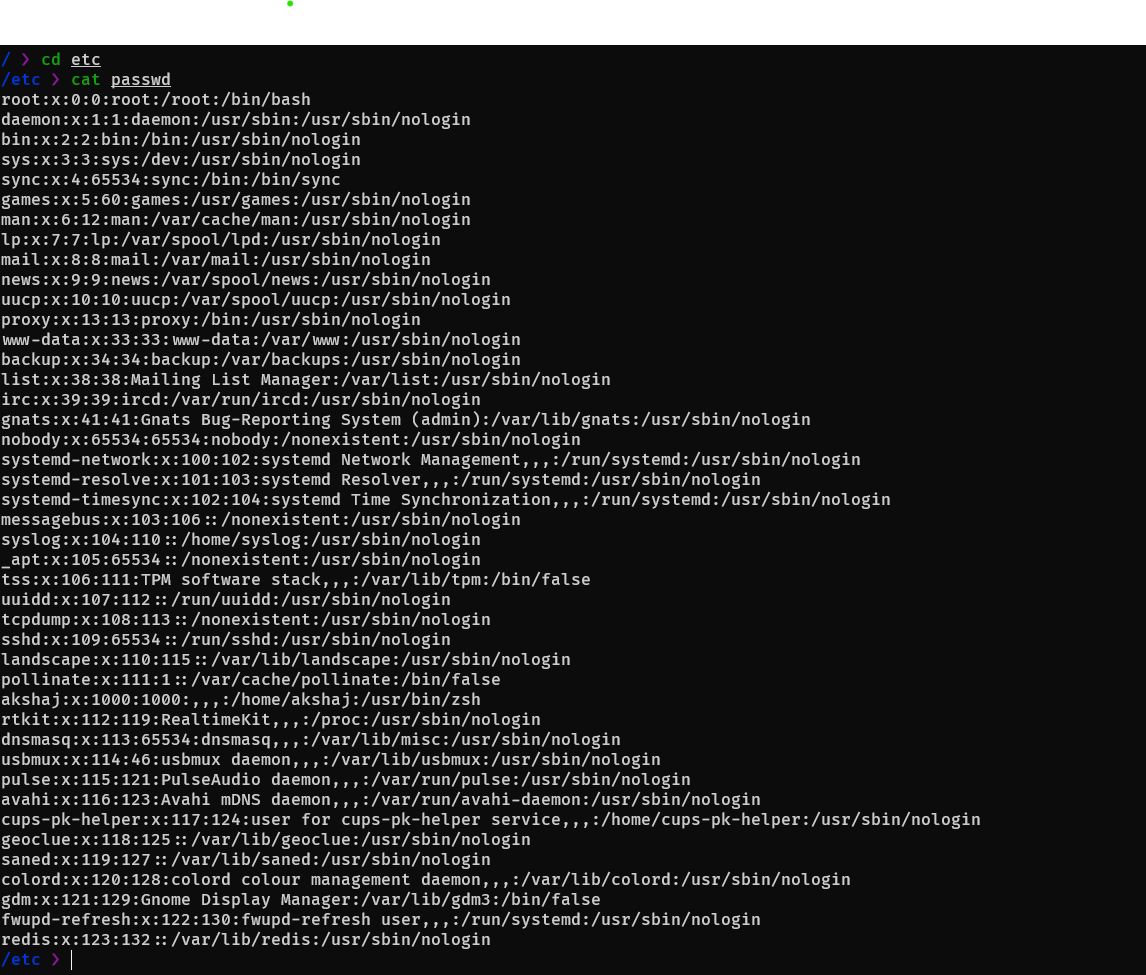 / ❯ cd etc
/etc ❯ cat passwd
root:x:0:0:root:/root:/bin/bash
daemon:x:1:1:daemon:/usr/sbin:/usr/sbin/nologin
bin:x:2:2:bin:/bin:/usr/sbin/nologin
sys:x:3:3:sys:/dev:/usr/sbin/nologin
sync:x:4:65534:sync:/bin:/bin/sync
games:x:5:60:games:/usr/games:/usr/sbin/nologin
man:x:6:12:man:/var/cache/man:/usr/sbin/nologin
lp:x:7:7:lp:/var/spool/lpd:/usr/sbin/nologin
mail:x:8:8:mail:/var/mail:/usr/sbin/nologin
news:x:9:9:news:/var/spool/news:/usr/sbin/nologin
uucp:x:10:10:uucp:/var/spool/uucp:/usr/sbin/nologin
proxy:x:13:13:proxy:/bin:/usr/sbin/nologin
www-data:x:33:33:www-data:/var/www:/usr/sbin/nologin
backup:x:34:34:backup:/var/backups:/usr/sbin/nologin
list:x:38:38:Mailing List Manager:/var/list:/usr/sbin/nologin
irc:x:39:39:ircd:/var/run/ircd:/usr/sbin/nologin
gnats:x:41:41:Gnats Bug-Reporting System (admin):/var/lib/gnats:/usr/sbin/nologin
nobody:x:65534:65534:nobody:/nonexistent:/usr/sbin/nologin
systemd-network:x:100:102:systemd Network Management,,,:/run/systemd:/usr/sbin/nologin
systemd-resolve:x:101:103:systemd Resolver,,,:/run/systemd:/usr/sbin/nologin
systemd-timesync:x:102:104:systemd Time Synchronization,,,:/run/systemd:/usr/sbin/nologin
messagebus:x:103:106::/nonexistent:/usr/sbin/nologin
syslog:x:104:110::/home/syslog:/usr/sbin/nologin
_apt:x:105:65534::/nonexistent:/usr/sbin/nologin
tss:x:106:111:TPM software stack,,,:/var/lib/tpm:/bin/false
uuidd:x:107:112::/run/uuidd:/usr/sbin/nologin
tcpdump:x:108:113::/nonexistent:/usr/sbin/nologin
sshd:x:109:65534::/run/sshd:/usr/sbin/nologin
landscape:x:110:115::/var/lib/landscape:/usr/sbin/nologin
pollinate:x:111:1::/var/cache/pollinate:/bin/false
akshaj:x:1000:1000:,,,:/home/akshaj:/usr/bin/zsh
rtkit:x:112:119:RealtimeKit,,,:/proc:/usr/sbin/nologin
dnsmasq:x:113:65534:dnsmasq,,,:/var/lib/misc:/usr/sbin/nologin
usbmux:x:114:46:usbmux daemon,,,:/var/lib/usbmux:/usr/sbin/nologin
pulse:x:115:121:PulseAudio daemon,,,:/var/run/pulse:/usr/sbin/nologin
avahi:x:116:123:Avahi mDNS daemon,,,:/var/run/avahi-daemon:/usr/sbin/nologin
cups-pk-helper:x:117:124:user for cups-pk-helper service,,,:/home/cups-pk-helper:/usr/sbin/nologin
geoclue:x:118:125::/var/lib/geoclue:/usr/sbin/nologin
saned:x:119:127::/var/lib/saned:/usr/sbin/nologin
colord:x:120:128:colord colour management daemon,,,:/var/lib/colord:/usr/sbin/nologin
gdm:x:121:129:Gnome Display Manager:/var/lib/gdm3:/bin/false
fwupd-refresh:x:122:130:fwupd-refresh user,,,:/run/systemd:/usr/sbin/nologin
redis:x:123:132::/var/lib/redis:/usr/sbin/nologin
/etc ❯